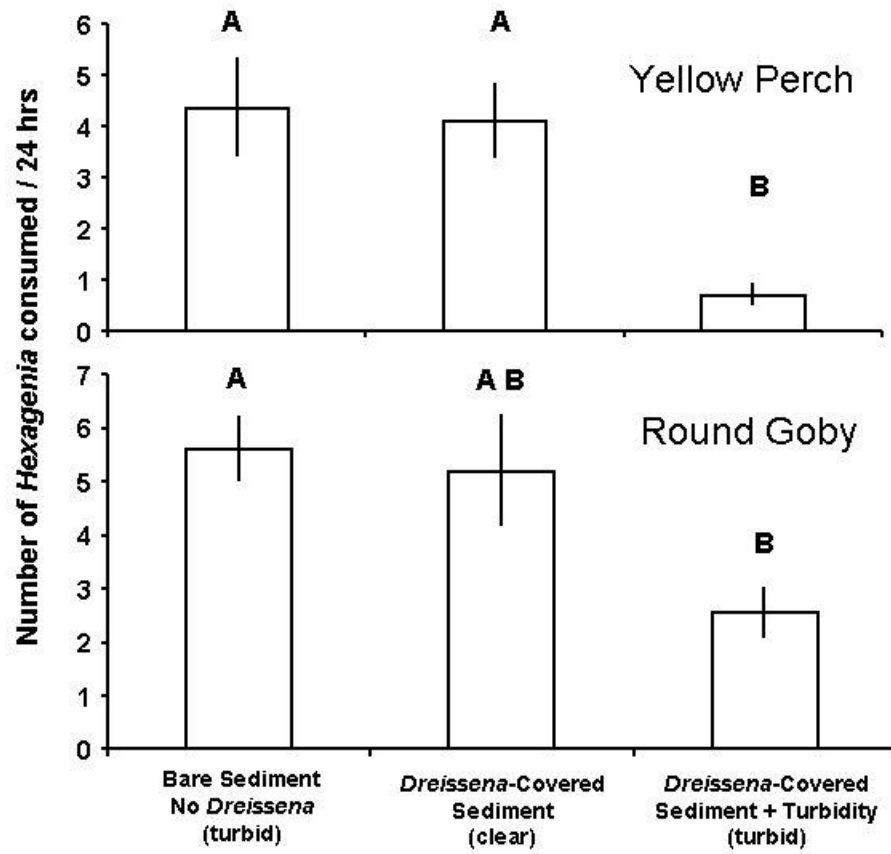 Number of Hexagenia consumed / 24 hrs
6
5
4
3
2
1
0
A
A
B
Yellow Perch
7
6
5
4
3
2
1
0
A
A B
B
Round Goby
Bare Sediment
No Dreissena
(turbid)
Dreissena-Covered
Sediment
(clear)
Dreissena-Covered
Sediment + Turbidity
(turbid)